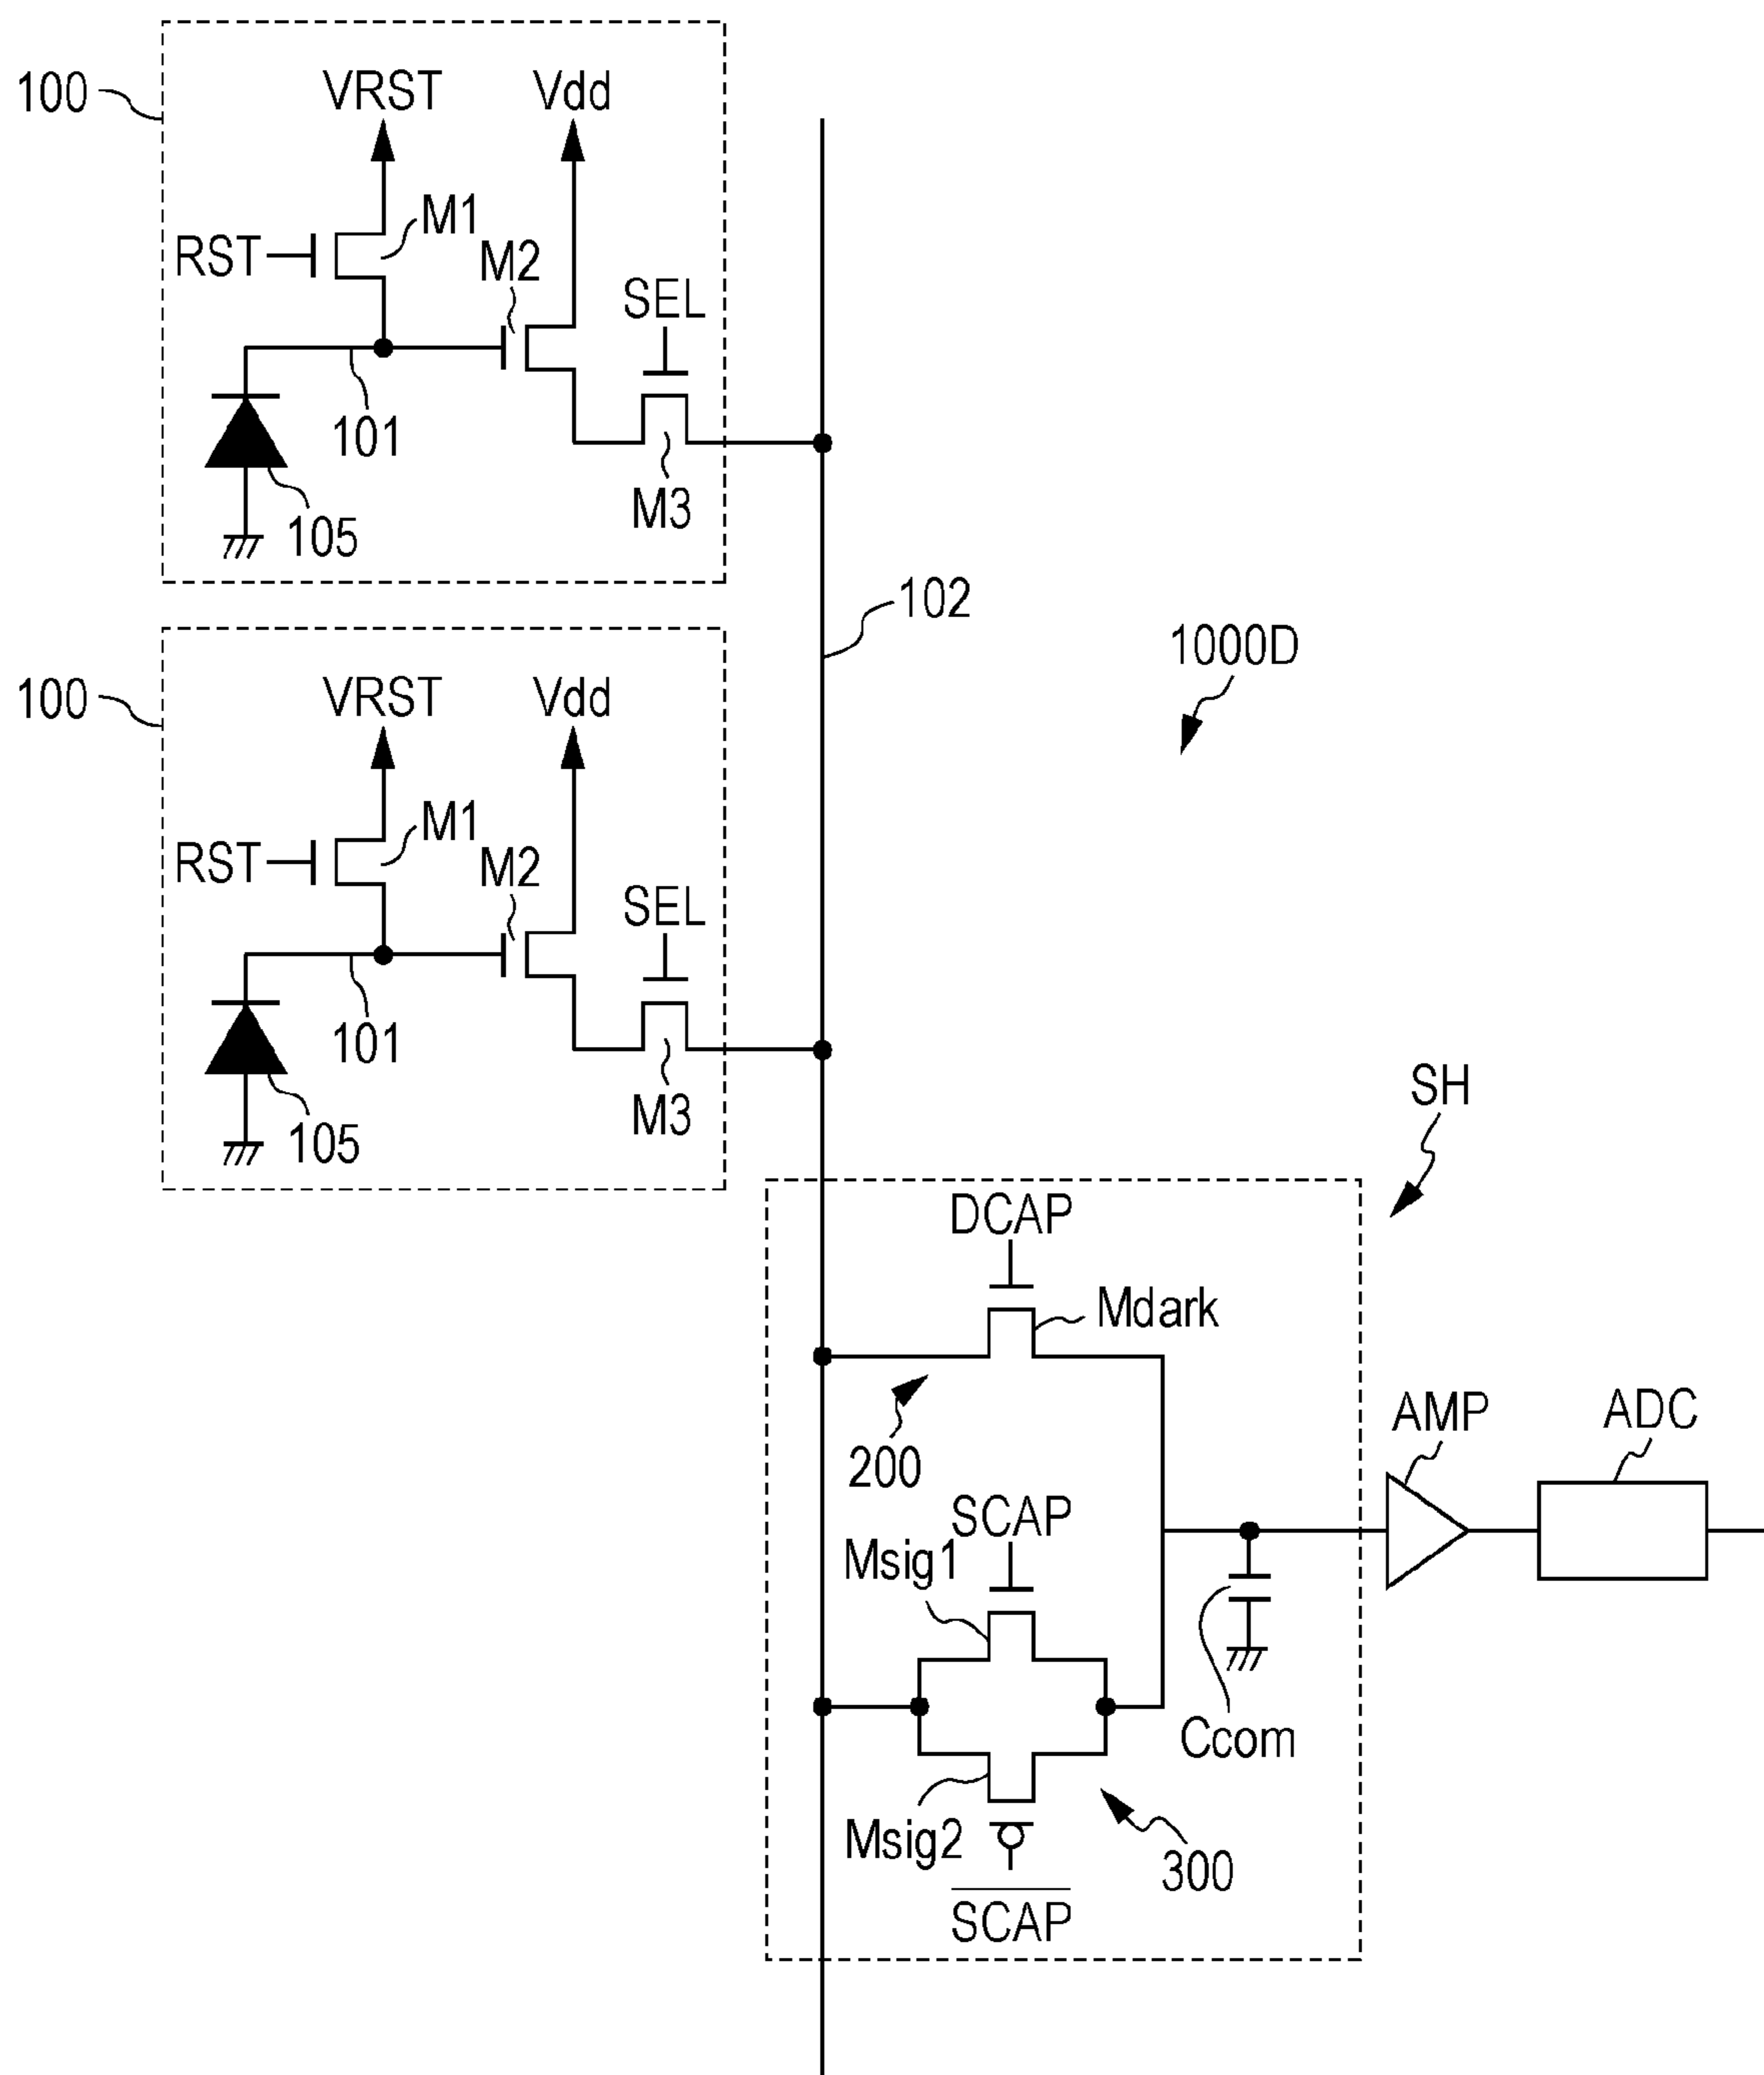 100
VRST
Vdd
M1
RST
M2
SEL
101
105
M3
102
1000D
100
VRST
Vdd
M1
RST
M2
SEL
101
105
M3
SH
DCAP
Mdark
200
AMP
ADC
SCAP
Msig1
Ccom
Msig2
300
SCAP